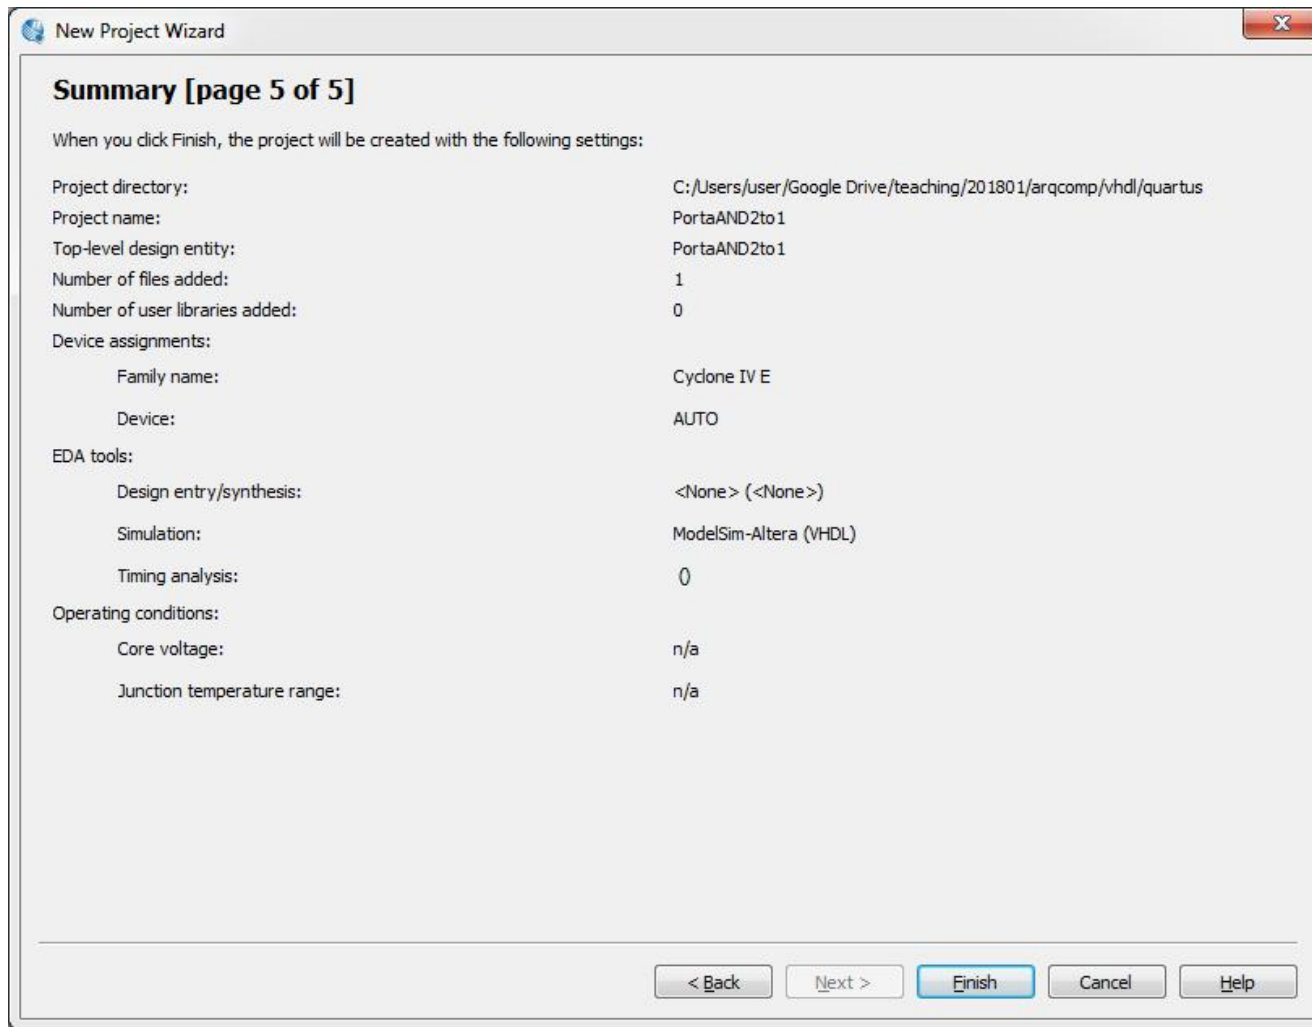 New Project Wizard
Summary [page 5 of 5]
When you click Finish, the project will be created with the following settings:
Project directory: C:/Users/user/Google Drive/teaching/201801/arqcomp/vhdl/quartus
Project name: PortaAND2to1
Top-level design entity: PortaAND2to1
Number of files added: 1
Number of user libraries added: 0
Device assignments:
Family name: Cyclone IV E
Device: AUTO
EDA tools:
Design entry/synthesis: <None> (<None>)
Simulation: ModelSim-Altera (VHDL)
Timing analysis: ()
Operating conditions:
Core voltage: n/a
Junction temperature range: n/a
< Back Next > Finish Cancel Help